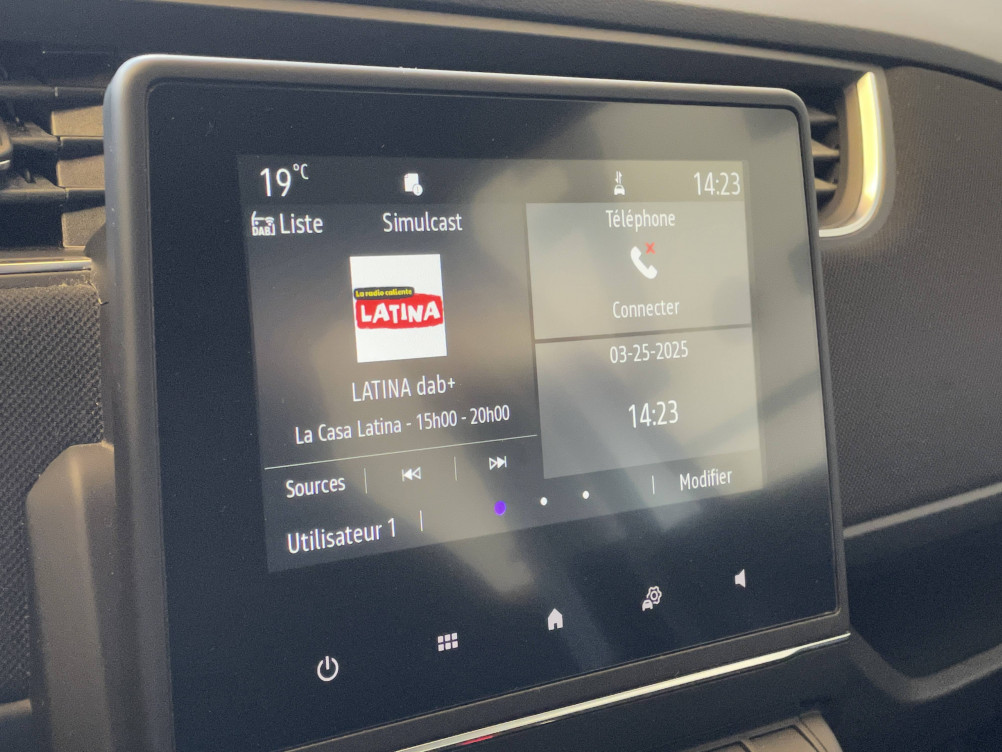 19°C
14:23
DAB
Liste
Simulcast
La radio caliente
LATINA
LATINA dab+
La Casa Latina - 15h00 - 20h00
Sources
Utilisateur 1
Téléphone
Connecter
03-25-2025
14:23
Modifier